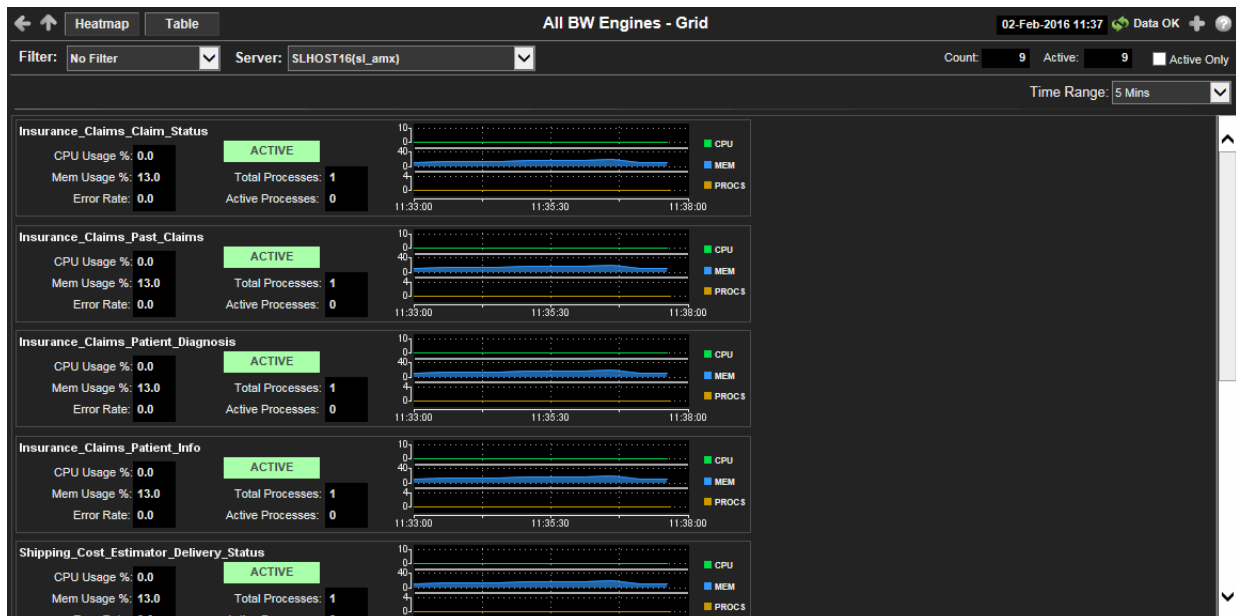 Heatmap Table All BW Engines - Grid 02-Feb-2016 11:37 Data OK
Filter: No Filter Server: SLHOST16(sl_amx) Count: 9 Active: 9 Active Only
Time Range: 5 Mins
Insurance_Claims_Claim_Status
CPU Usage %: 0.0 ACTIVE
Mem Usage %: 13.0 Total Processes: 1
Error Rate: 0.0 Active Processes: 0
10
0
40
0
4
0
11:33:00 11:35:30 11:38:00
CPU
MEM
PROCS
Insurance_Claims_Past_Claims
CPU Usage %: 0.0 ACTIVE
Mem Usage %: 13.0 Total Processes: 1
Error Rate: 0.0 Active Processes: 0
10
0
40
0
4
0
11:33:00 11:35:30 11:38:00
CPU
MEM
PROCS
Insurance_Claims_Patient_Diagnosis
CPU Usage %: 0.0 ACTIVE
Mem Usage %: 13.0 Total Processes: 1
Error Rate: 0.0 Active Processes: 0
10
0
40
0
4
0
11:33:00 11:35:30 11:38:00
CPU
MEM
PROCS
Insurance_Claims_Patient_Info
CPU Usage %: 0.0 ACTIVE
Mem Usage %: 13.0 Total Processes: 1
Error Rate: 0.0 Active Processes: 0
10
0
40
0
4
0
11:33:00 11:35:30 11:38:00
CPU
MEM
PROCS
Shipping_Cost_Estimator_Delivery_Status
CPU Usage %: 0.0 ACTIVE
Mem Usage %: 13.0 Total Processes: 1
10
0
40
0
4
CPU
MEM
PROCS